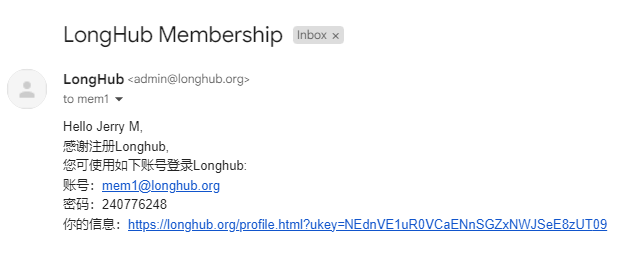 LongHub Membership Inbox ×
LongHub <admin@longhub.org>
to mem1
Hello Jerry M,
感谢注册Longhub,
您可使用如下账号登录Longhub:
账号：mem1@longhub.org
密码：240776248
你的信息：https://longhub.org/profile.html?ukey=NEdnVE1uR0VCaENnSGZxNWJSeE8zUT09